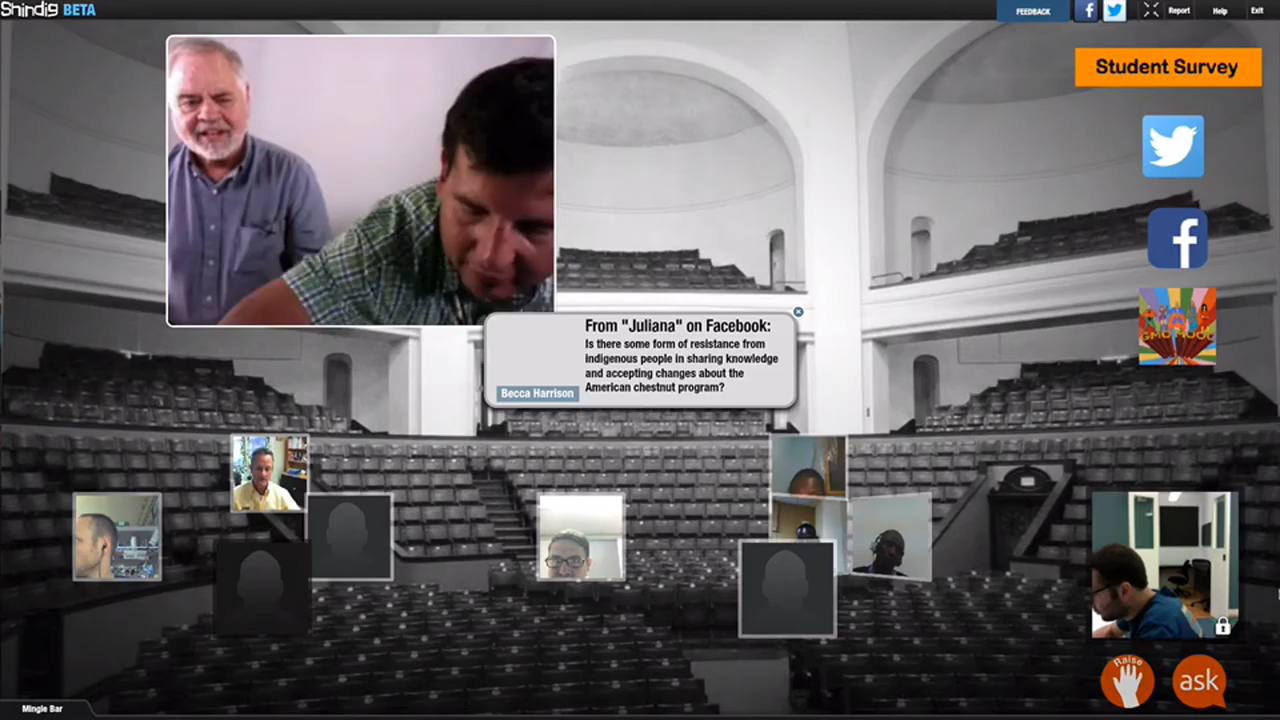 Shindig BETA
FEEDBACK
Report
Help
Exit
Student Survey
From "Juliana" on Facebook:
Is there some form of resistance from
indigenous people in sharing knowledge
and accepting changes about the
American chestnut program?
Becca Harrison
GMO MOOC
Raise
ask
Mingle Bar